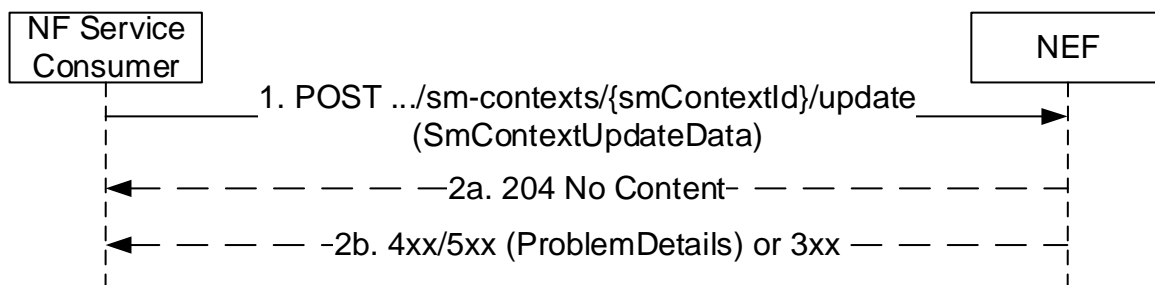 NF Service
Consumer
NEF
1. POST .../sm-contexts/{smContextId}/update
(SmContextUpdateData)
2a. 204 No Content
2b. 4xx/5xx (ProblemDetails) or 3xx